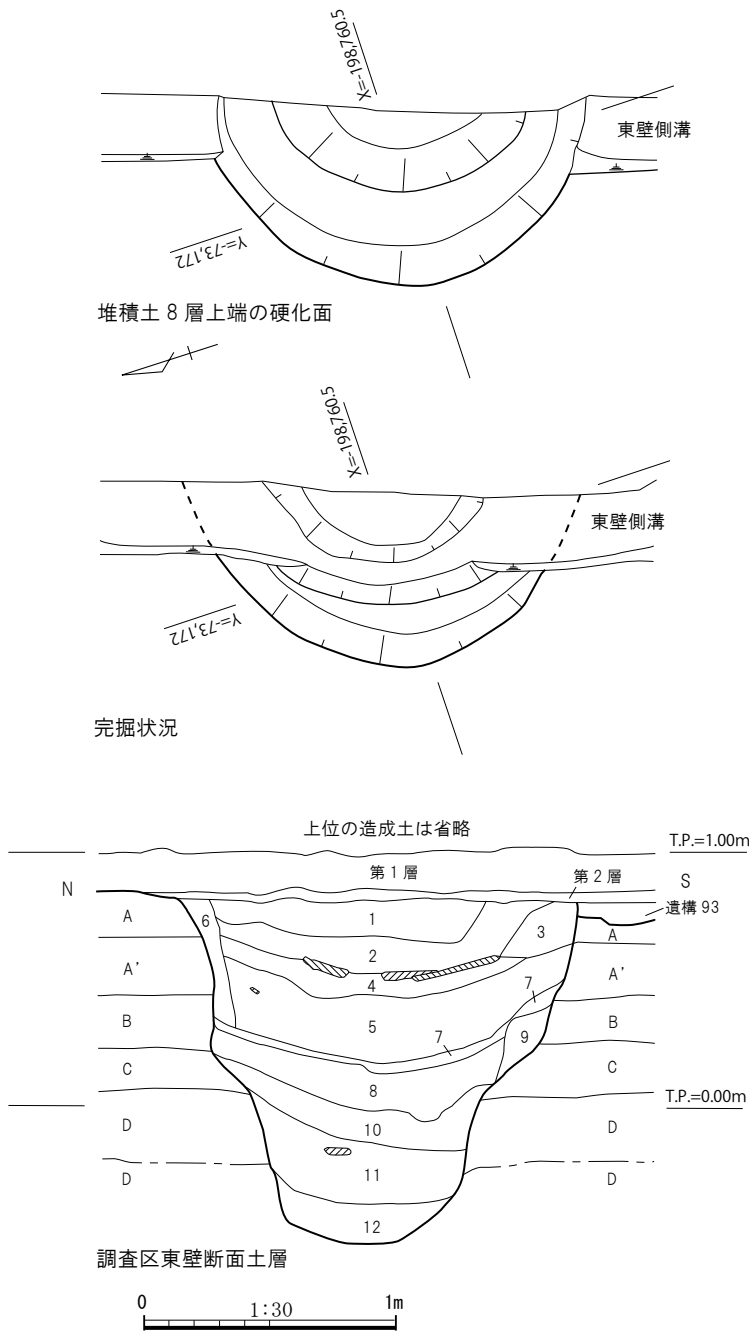 X=-198,760.5
東壁側溝
Y=-73,172
堆積土 8 層上端の硬化面
X=-198,760.5
東壁側溝
Y=-73,172
完掘状況
上位の造成土は省略
T.P.=1.00m
第 1 層
第 2 層
N
S
遺構 93
A
6
1
3
A
2
A'
4
A'
7
B
5
B
7
9
C
8
C
T.P.=0.00m
D
10
D
11
D
D
12
調査区東壁断面土層
0
1:30
1m